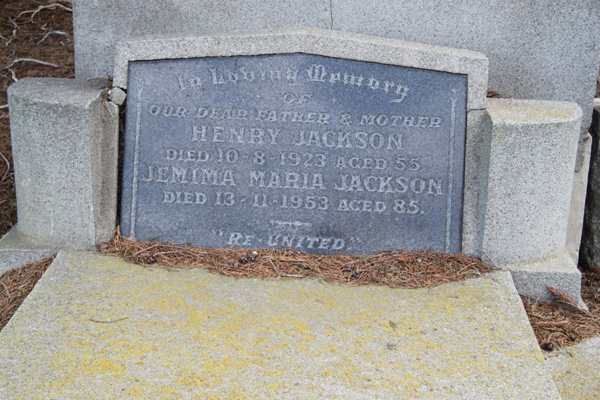 In Loving Memory
OF
OUR DEAR FATHER & MOTHER
HENRY JACKSON
DIED 10-8-1923 AGED 55.
JEMIMA MARIA JACKSON
DIED 13-11-1953 AGED 85.
"RE-UNITED."